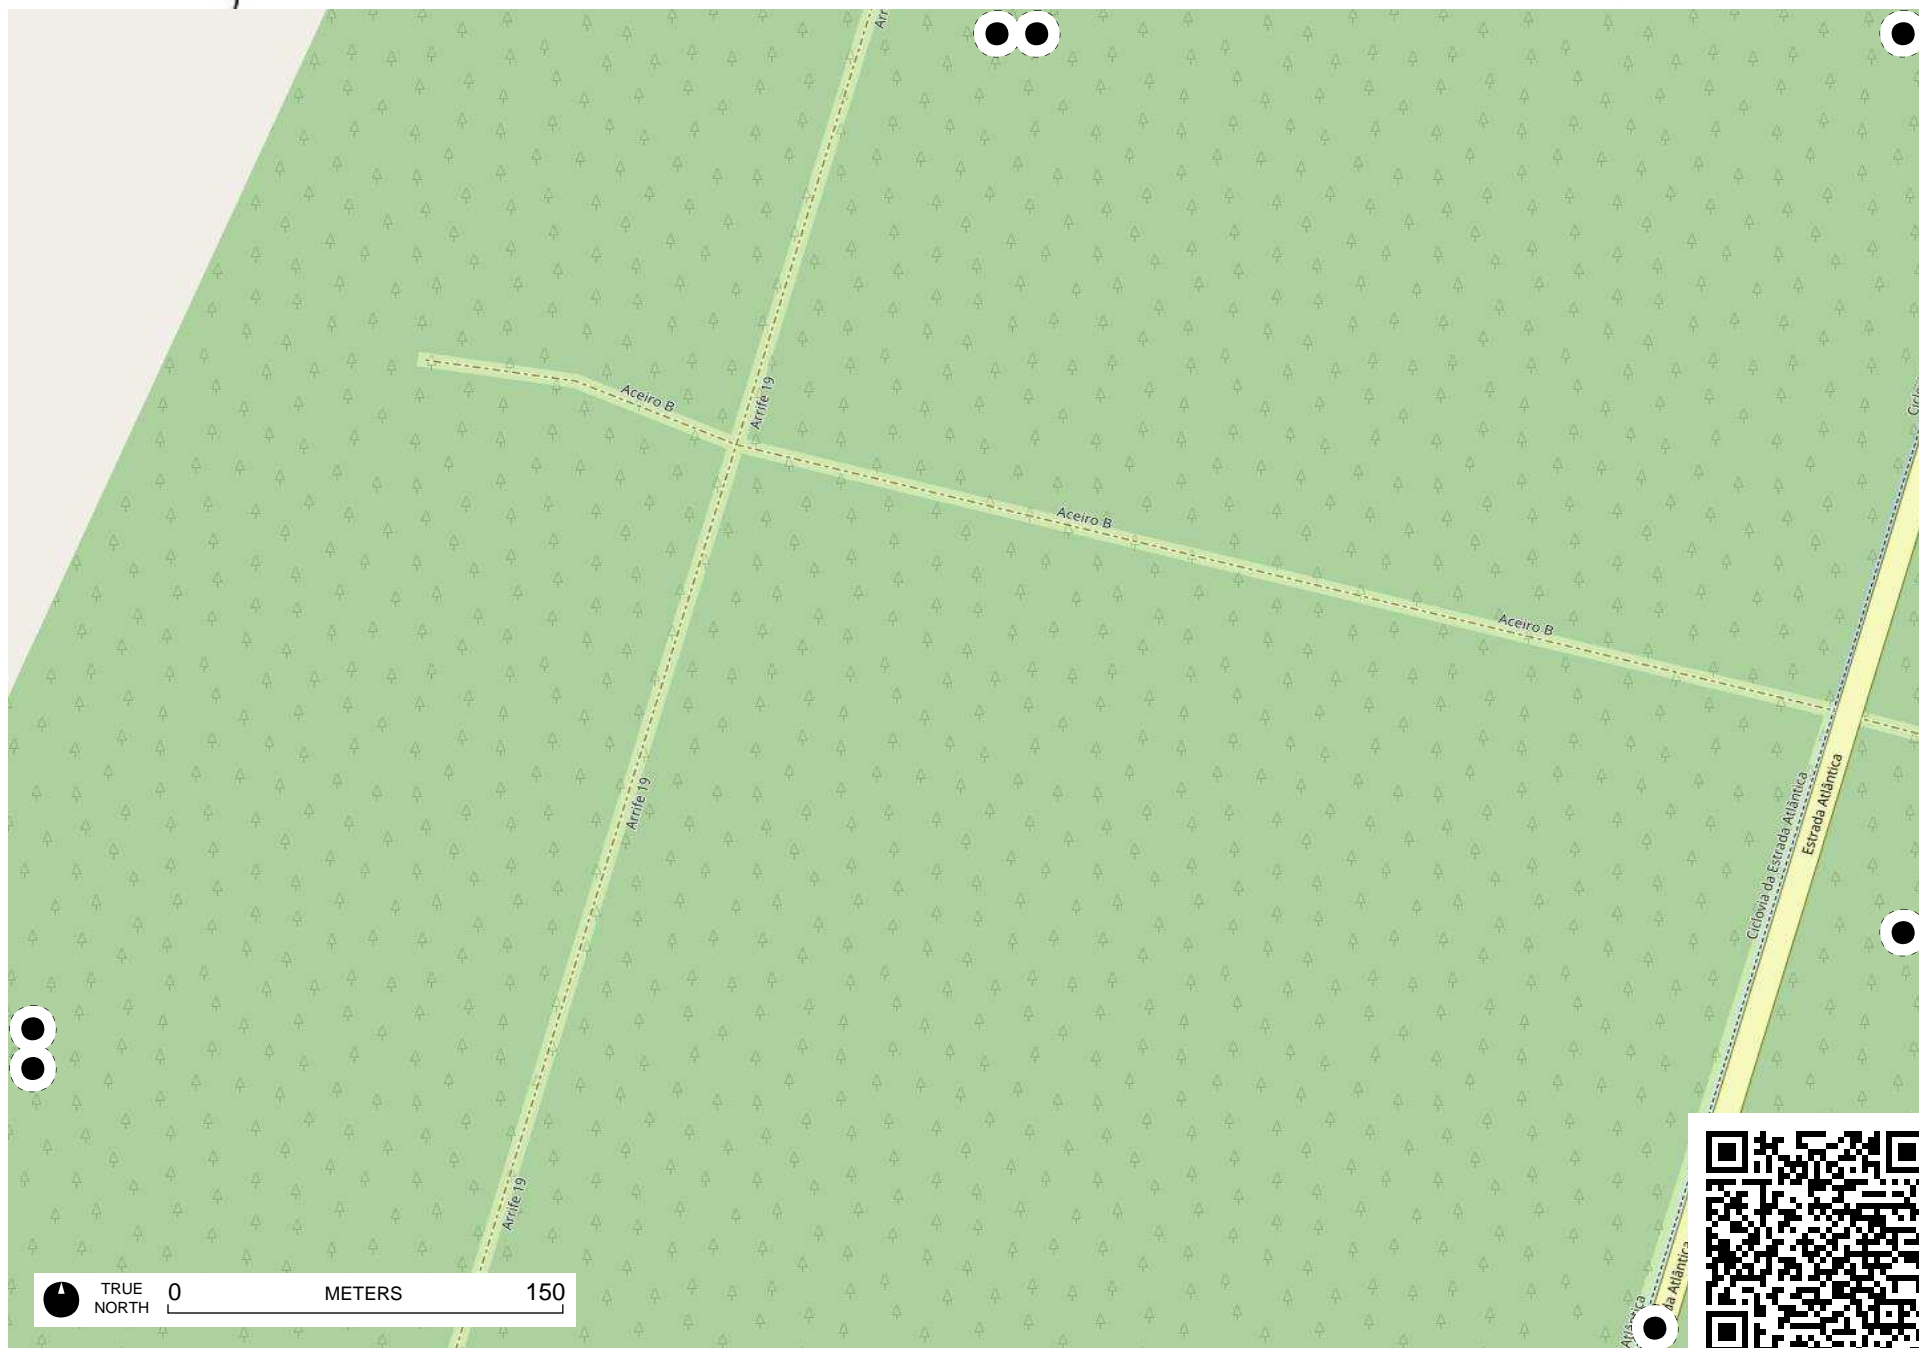 Arr
Arrife 19
Aceiro B
Aceiro B
Aceiro B
Arrife 19
Ciclovia da Estrada Atlântica
Estrada Atlântica
Arrife 19
TRUE
NORTH
0 METERS 150